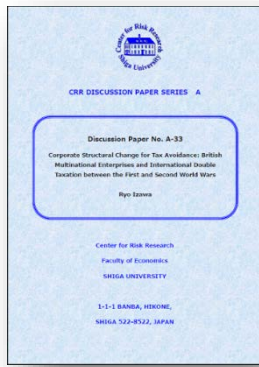 Center for Risk Research
Shiga University
CRR DISCUSSION PAPER SERIES A
Discussion Paper No. A-33
Corporate Structural Change for Tax Avoidance: British
Multinational Enterprises and International Double
Taxation between the First and Second World Wars
Ryo Izawa
Center for Risk Research
Faculty of Economics
SHIGA UNIVERSITY
1-1-1 BANBA, HIKONE,
SHIGA 522-8522, JAPAN